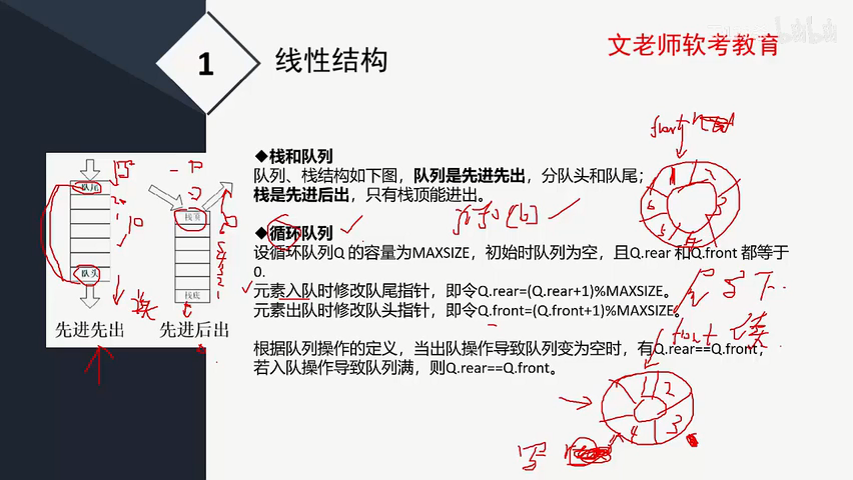 1
线性结构
文老师软考教育
bilibili
◆栈和队列
队列、栈结构如下图，队列是先进先出，分队头和队尾；
栈是先进后出，只有栈顶能进出。
◆循环队列
设循环队列Q 的容量为MAXSIZE，初始时队列为空，且Q.rear 和Q.front 都等于
0.
元素入队时修改队尾指针，即令Q.rear=(Q.rear+1)%MAXSIZE。
元素出队时修改队头指针，即令Q.front=(Q.front+1)%MAXSIZE。
根据队列操作的定义，当出队操作导致队列变为空时，有Q.rear==Q.front；
若入队操作导致队列满，则Q.rear==Q.front。
队尾
队头
先进先出
栈顶
栈底
先进后出
front
1
2
3
4
5
6
写
读
front
1
2
3
4
写